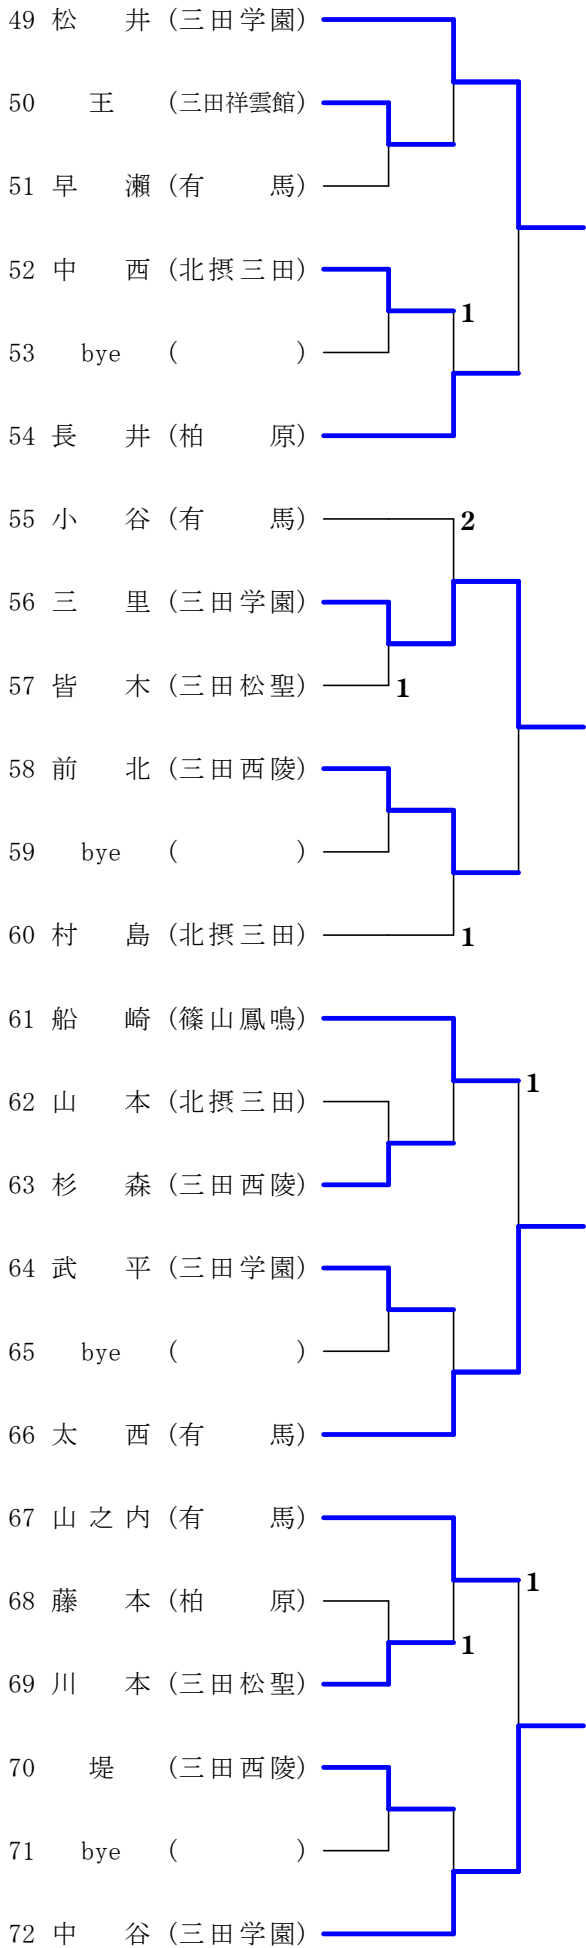 49 松 井 (三田学園)
50 王 (三田祥雲館)
51 早 瀬 (有 馬)
52 中 西 (北摂三田)
1
53 bye ( )
54 長 井 (柏 原)
55 小 谷 (有 馬) 2
56 三 里 (三田学園)
57 皆 木 (三田松聖) 1
58 前 北 (三田西陵)
59 bye ( )
60 村 島 (北摂三田) 1
61 船 崎 (篠山鳳鳴)
1
62 山 本 (北摂三田)
63 杉 森 (三田西陵)
64 武 平 (三田学園)
65 bye ( )
66 太 西 (有 馬)
67 山之内 (有 馬)
1
68 藤 本 (柏 原)
1
69 川 本 (三田松聖)
70 堤 (三田西陵)
71 bye ( )
72 中 谷 (三田学園)